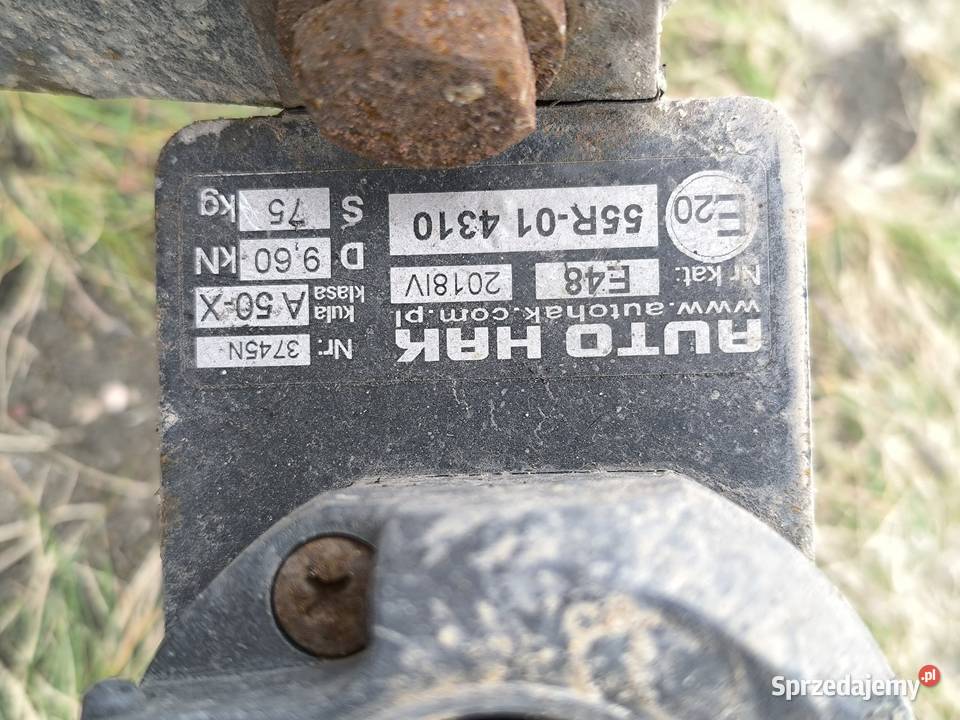 AUTO HAK
www.autohak.com.pl
Nr kat: E48 2018IV
E20 55R-01 4310
Nr: 3745N
kula klasa A 50-X
D 9,60 kN
S 75 kg
Sprzedajemy.pl